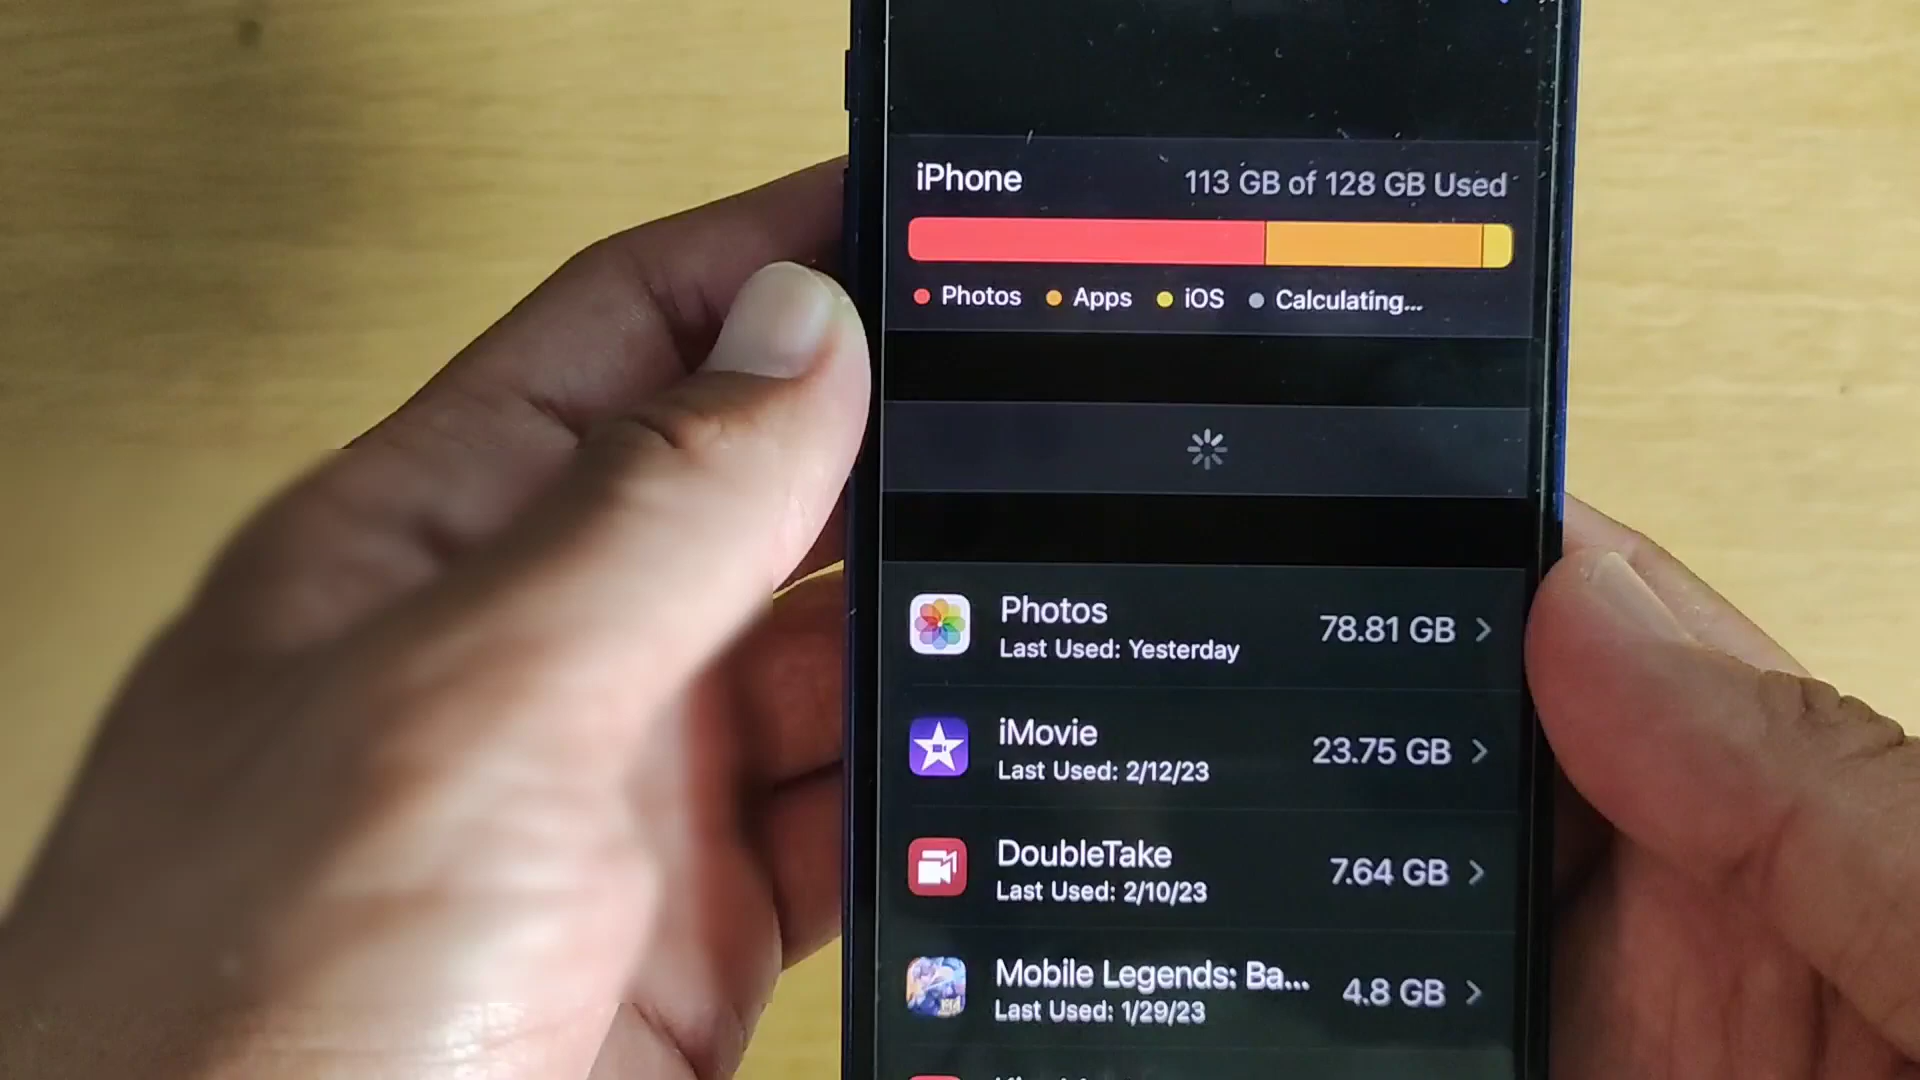 iPhone 113 GB of 128 GB Used
Photos Apps iOS Calculating...
Photos 78.81 GB
Last Used: Yesterday
iMovie 23.75 GB
Last Used: 2/12/23
DoubleTake 7.64 GB
Last Used: 2/10/23
Mobile Legends: Ba... 4.8 GB
Last Used: 1/29/23